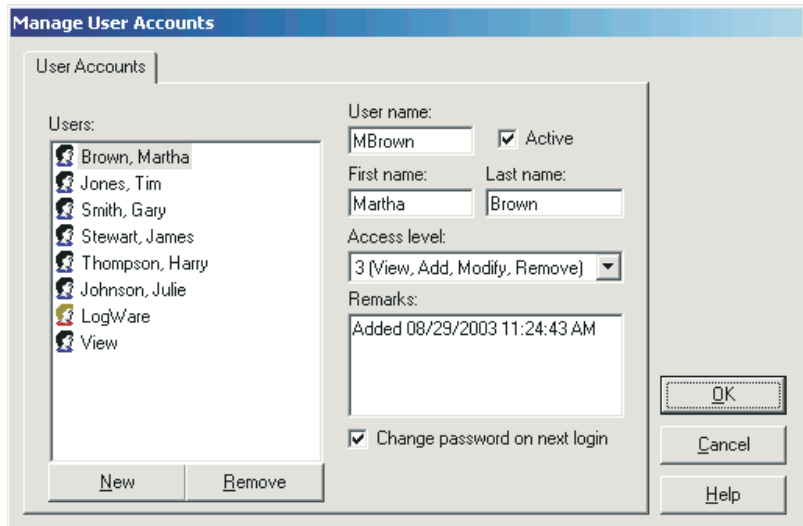 Manage User Accounts
User Accounts
Users:
Brown, Martha
Jones, Tim
Smith, Gary
Stewart, James
Thompson, Harry
Johnson, Julie
LogWare
View
New
Remove
User name:
MBrown
Active
First name:
Last name:
Martha
Brown
Access level:
3 (View, Add, Modify, Remove)
Remarks:
Added 08/29/2003 11:24:43 AM
Change password on next login
OK
Cancel
Help